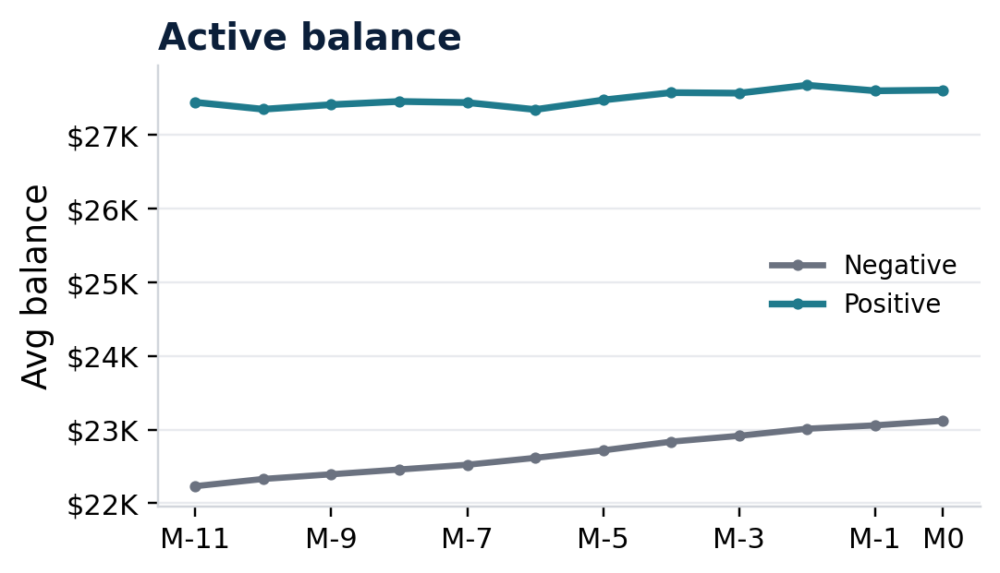 Active balance
Avg balance
$27K
$26K
$25K
$24K
$23K
$22K
Negative
Positive
M-11 M-9 M-7 M-5 M-3 M-1 M0